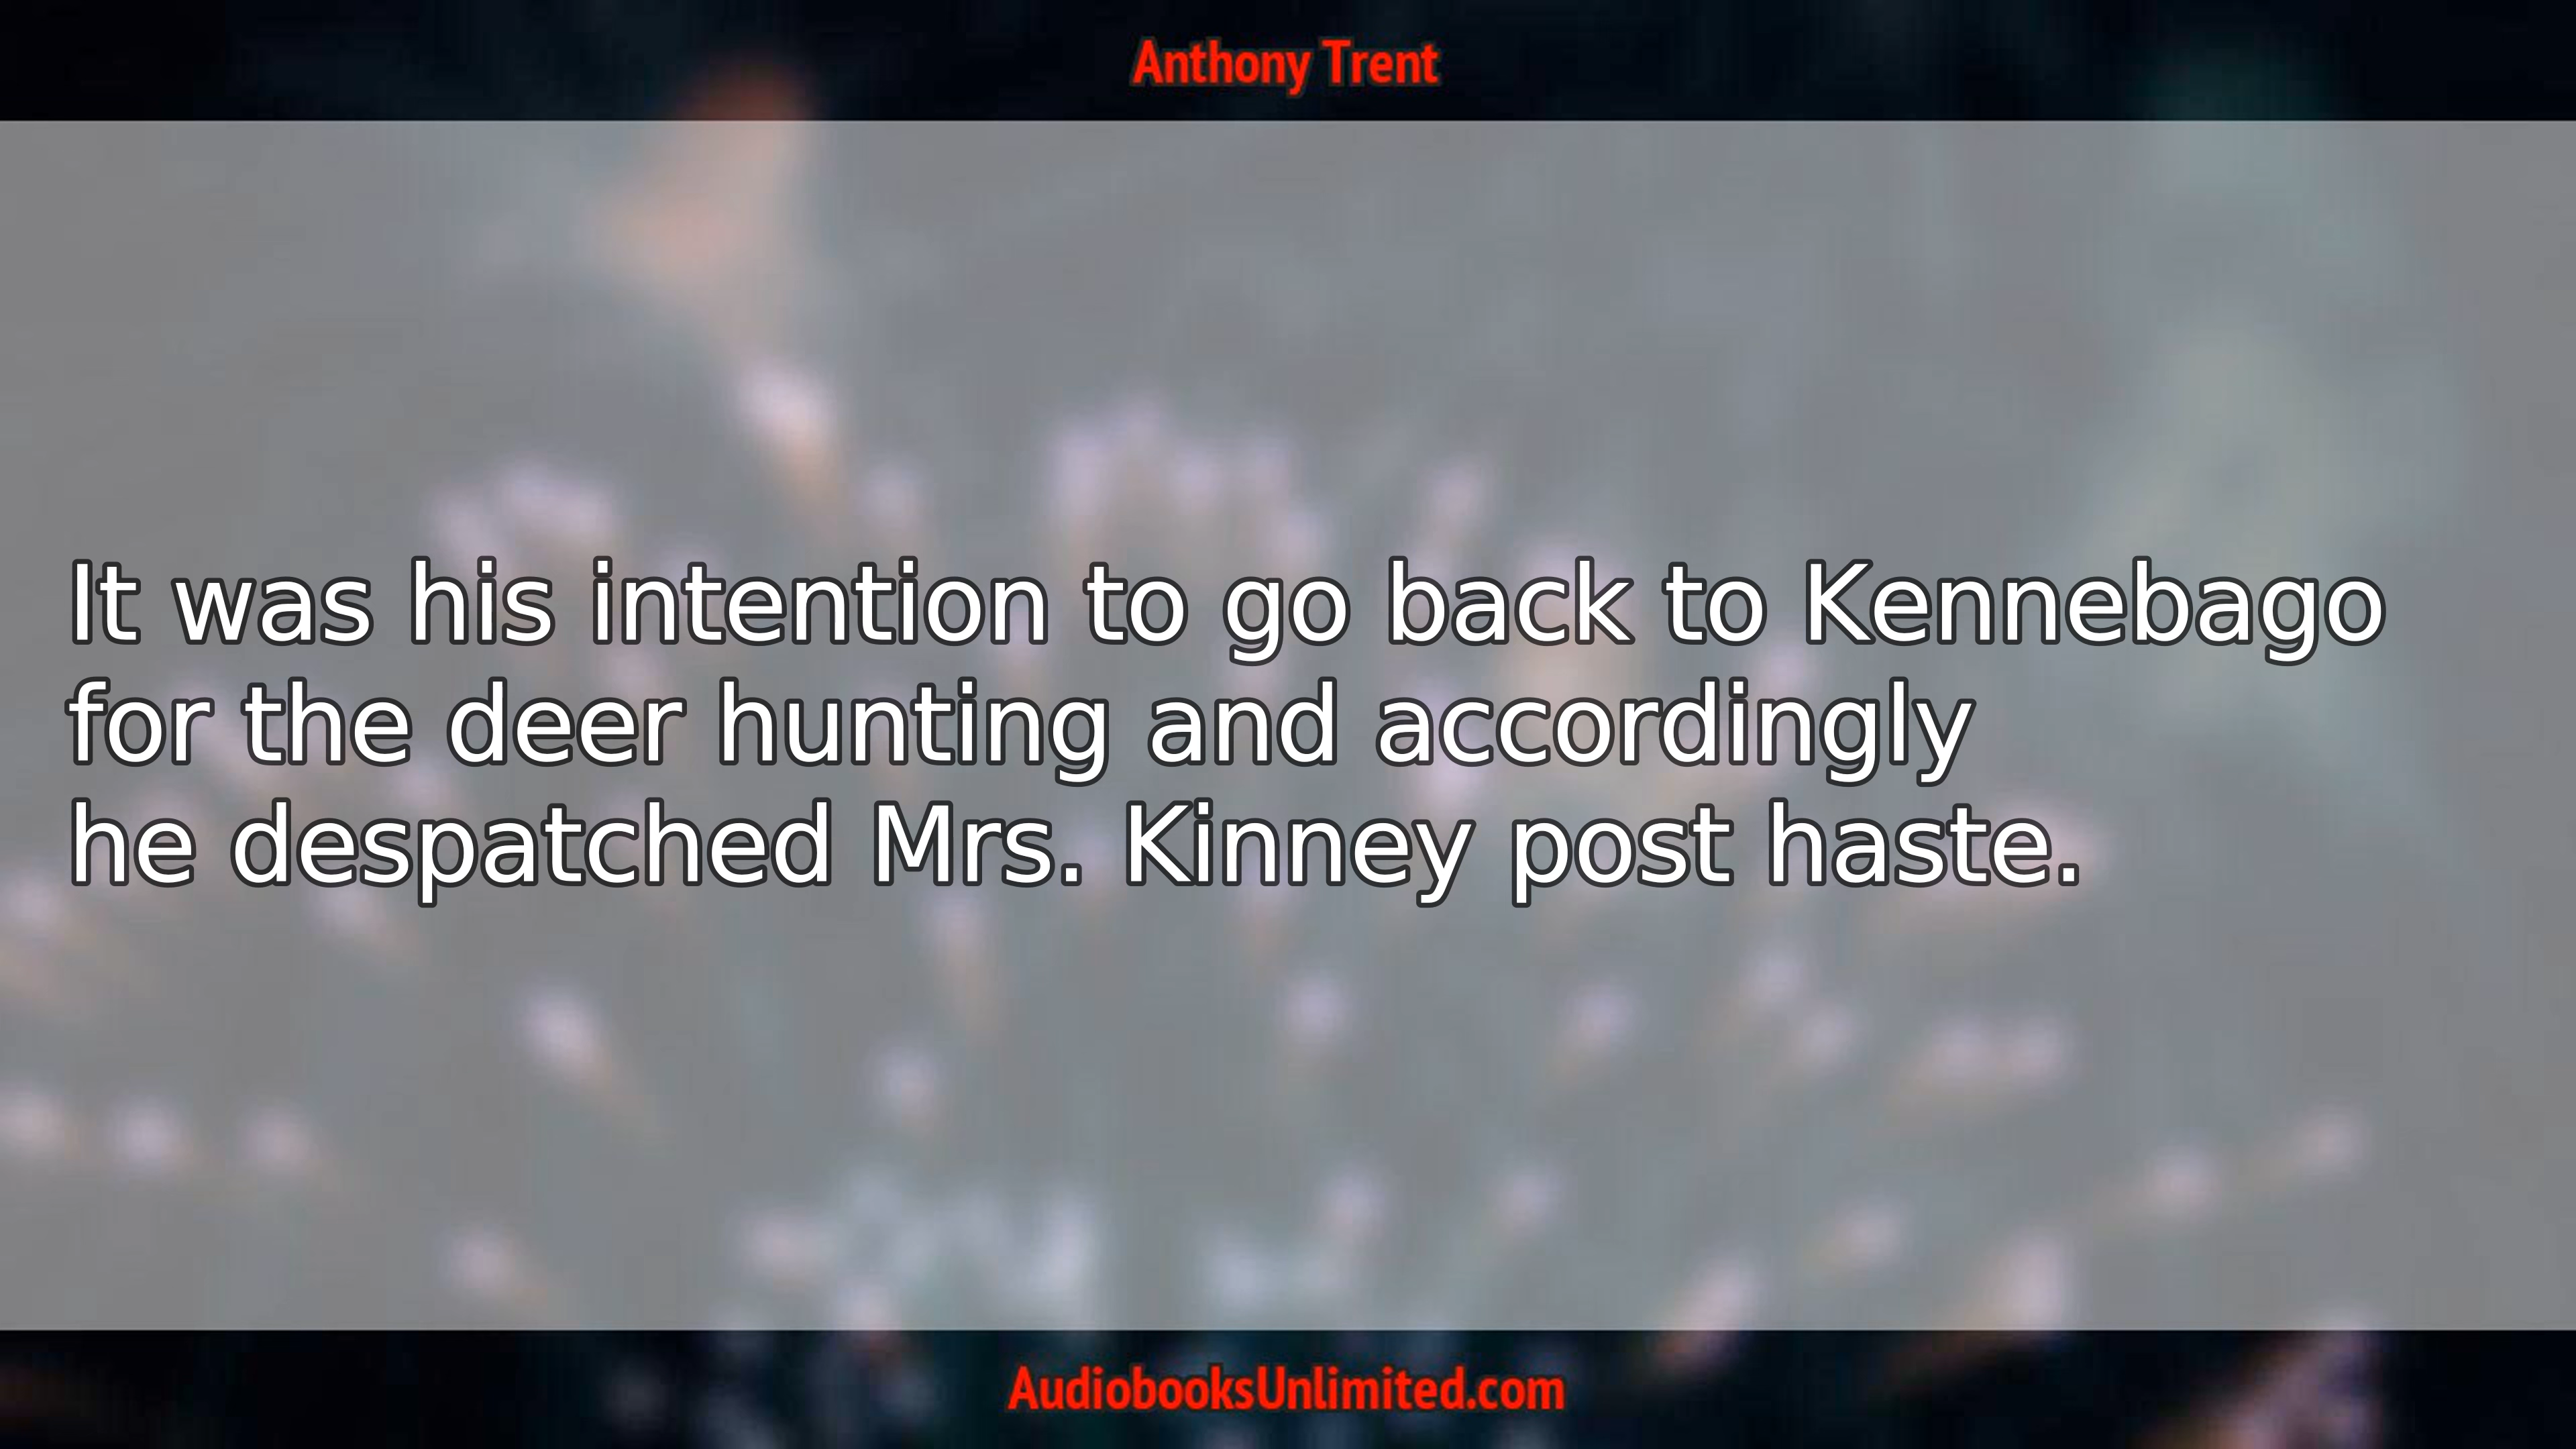 Anthony Trent
It was his intention to go back to Kennebago
for the deer hunting and accordingly
he despatched Mrs. Kinney post haste.
AudiobooksUnlimited.com